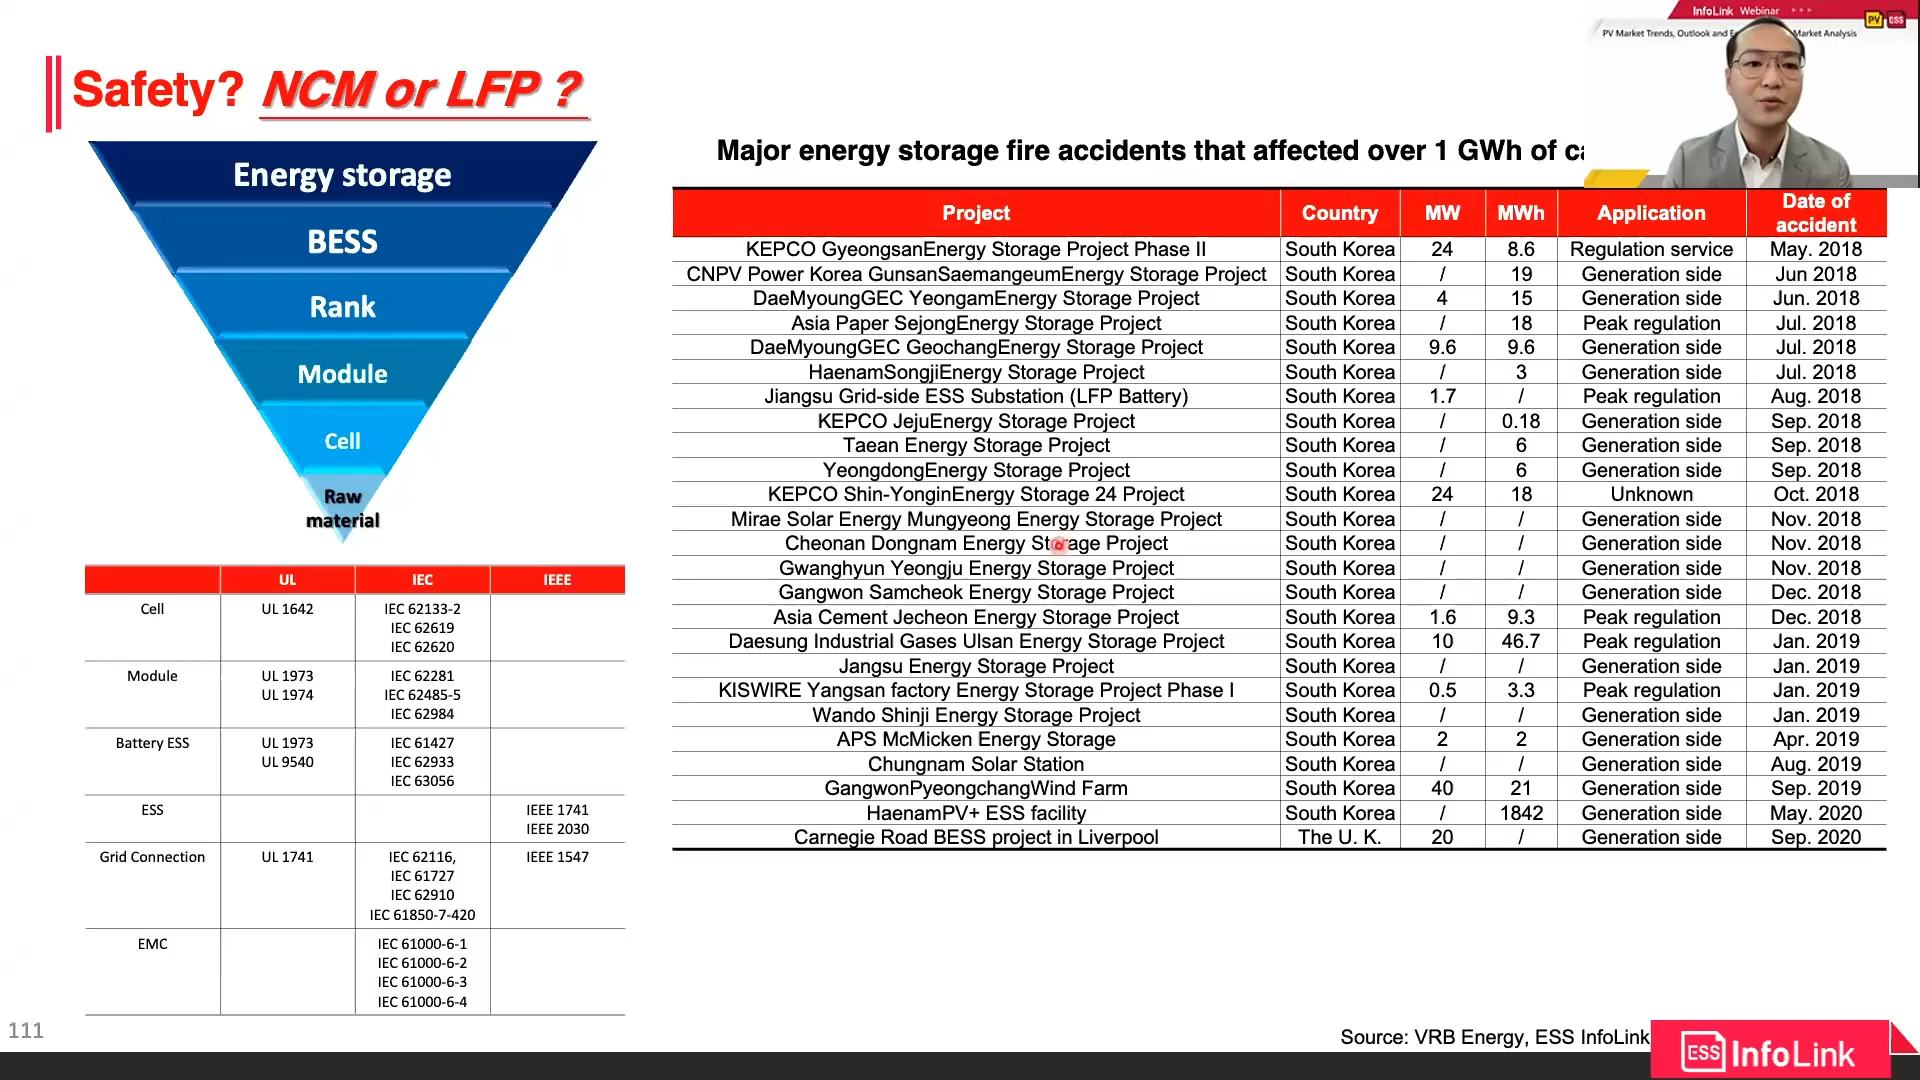 InfoLink Webinar
PV ESS
PV Market Trends, Outlook and E
Market Analysis
Safety? NCM or LFP ?
Energy storage
BESS
Rank
Module
Cell
Raw
material
UL IEC IEEE
Cell UL 1642 IEC 62133-2
IEC 62619
IEC 62620
Module UL 1973 IEC 62281
UL 1974 IEC 62485-5
IEC 62984
Battery ESS UL 1973 IEC 61427
UL 9540 IEC 62933
IEC 63056
ESS IEEE 1741
IEEE 2030
Grid Connection UL 1741 IEC 62116, IEEE 1547
IEC 61727
IEC 62910
IEC 61850-7-420
EMC IEC 61000-6-1
IEC 61000-6-2
IEC 61000-6-3
IEC 61000-6-4
Major energy storage fire accidents that affected over 1 GWh of ca
Project Country MW MWh Application Date of
accident
KEPCO GyeongsanEnergy Storage Project Phase II South Korea 24 8.6 Regulation service May. 2018
CNPV Power Korea GunsanSaemangeumEnergy Storage Project South Korea / 19 Generation side Jun 2018
DaeMyoungGEC YeongamEnergy Storage Project South Korea 4 15 Generation side Jun. 2018
Asia Paper SejongEnergy Storage Project South Korea / 18 Peak regulation Jul. 2018
DaeMyoungGEC GeochangEnergy Storage Project South Korea 9.6 9.6 Generation side Jul. 2018
HaenamSongjiEnergy Storage Project South Korea / 3 Generation side Jul. 2018
Jiangsu Grid-side ESS Substation (LFP Battery) South Korea 1.7 / Peak regulation Aug. 2018
KEPCO JejuEnergy Storage Project South Korea / 0.18 Generation side Sep. 2018
Taean Energy Storage Project South Korea / 6 Generation side Sep. 2018
YeongdongEnergy Storage Project South Korea / 6 Generation side Sep. 2018
KEPCO Shin-YonginEnergy Storage 24 Project South Korea 24 18 Unknown Oct. 2018
Mirae Solar Energy Mungyeong Energy Storage Project South Korea / / Generation side Nov. 2018
Cheonan Dongnam Energy Storage Project South Korea / / Generation side Nov. 2018
Gwanghyun Yeongju Energy Storage Project South Korea / / Generation side Nov. 2018
Gangwon Samcheok Energy Storage Project South Korea / / Generation side Dec. 2018
Asia Cement Jecheon Energy Storage Project South Korea 1.6 9.3 Peak regulation Dec. 2018
Daesung Industrial Gases Ulsan Energy Storage Project South Korea 10 46.7 Peak regulation Jan. 2019
Jangsu Energy Storage Project South Korea / / Generation side Jan. 2019
KISWIRE Yangsan factory Energy Storage Project Phase I South Korea 0.5 3.3 Peak regulation Jan. 2019
Wando Shinji Energy Storage Project South Korea / / Generation side Jan. 2019
APS McMicken Energy Storage South Korea 2 2 Generation side Apr. 2019
Chungnam Solar Station South Korea / / Generation side Aug. 2019
GangwonPyeongchangWind Farm South Korea 40 21 Generation side Sep. 2019
HaenamPV+ ESS facility South Korea / 1842 Generation side May. 2020
Carnegie Road BESS project in Liverpool The U. K. 20 / Generation side Sep. 2020
111
Source: VRB Energy, ESS InfoLink
ESS InfoLink